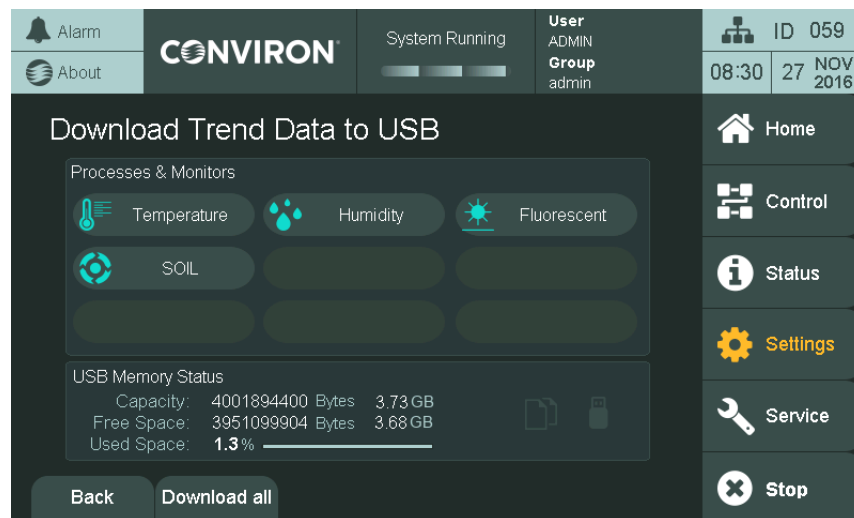 Alarm
About
CONVIRON
System Running
User
ADMIN
Group
admin
ID 059
08:30 27 NOV 2016
Download Trend Data to USB
Processes & Monitors
Temperature
Humidity
Fluorescent
SOIL
USB Memory Status
Capacity: 4001894400 Bytes 3.73 GB
Free Space: 3951099904 Bytes 3.68 GB
Used Space: 1.3 %
Back
Download all
Home
Control
Status
Settings
Service
Stop